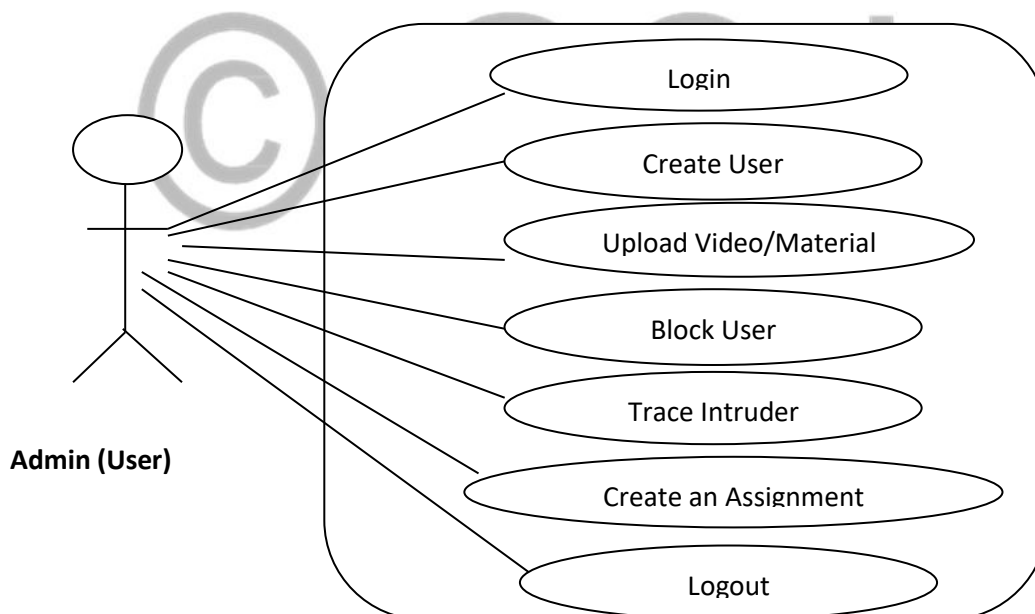 ©
Login
Create User
Upload Video/Material
Block User
Trace Intruder
Admin (User)
Create an Assignment
Logout